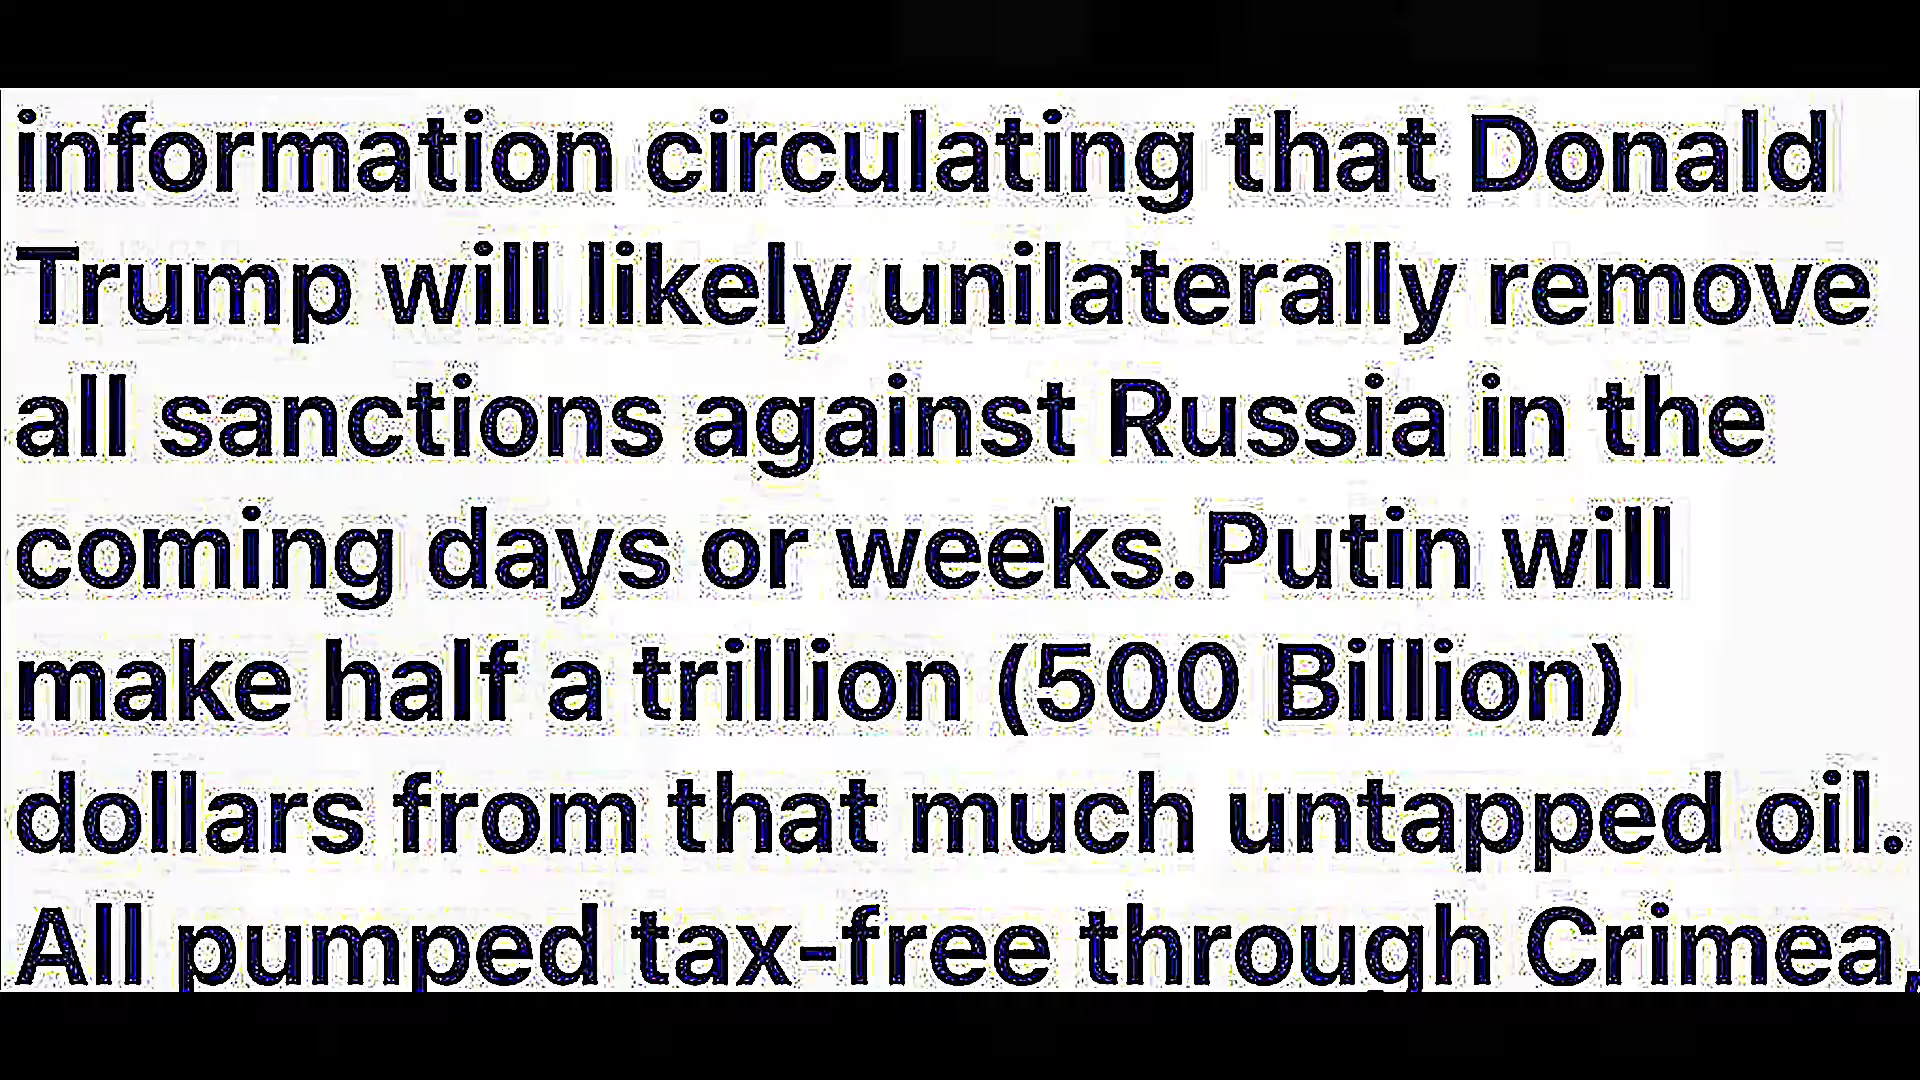 information circulating that Donald
Trump will likely unilaterally remove
all sanctions against Russia in the
coming days or weeks.Putin will
make half a trillion (500 Billion)
dollars from that much untapped oil.
All pumped tax-free through Crimea,